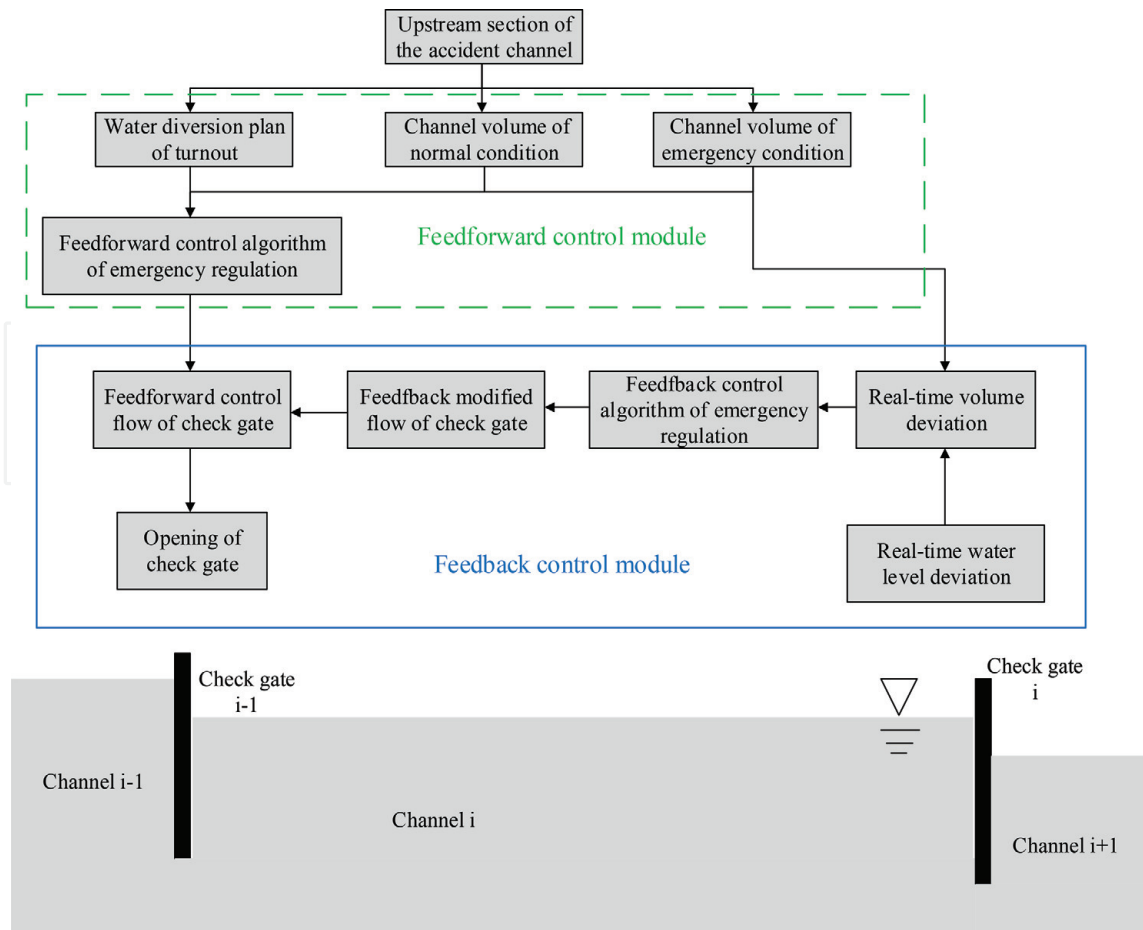 Upstream section
of the accident channel
Water diversion plan
of turnout
Channel volume of
normal condition
Channel volume of
emergency condition
Feedforward control algorithm
of emergency regulation
Feedforward control module
Feedforward control
flow of check gate
Feedfback modified
flow of check gate
Feedfback control
algorithm of emergency
regulation
Real-time volume
deviation
Opening of
check gate
Feedback control module
Real-time water
level deviation
Check gate
i-1
Check gate
i
Channel i-1
Channel i
Channel i+1